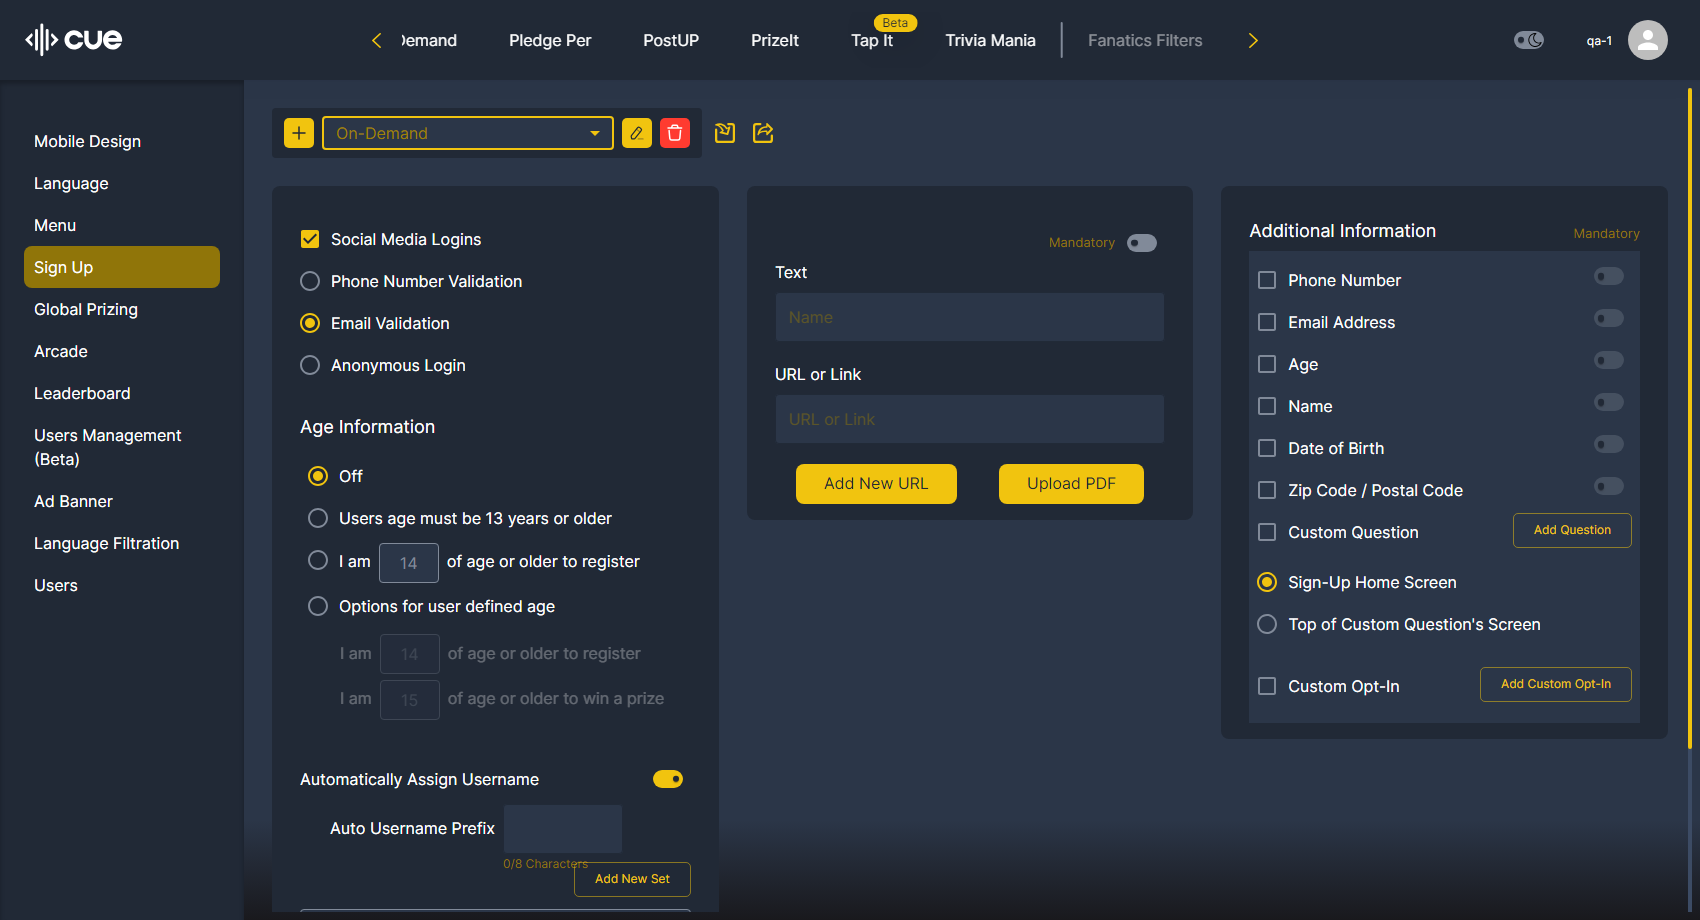 cue
Demand
Pledge Per
PostUP
PrizeIt
Beta
Tap It
Trivia Mania
Fanatics Filters
qa-1
Mobile Design
Language
Menu
Sign Up
Global Prizing
Arcade
Leaderboard
Users Management
(Beta)
Ad Banner
Language Filtration
Users
On-Demand
Social Media Logins
Phone Number Validation
Email Validation
Anonymous Login
Age Information
Off
Users age must be 13 years or older
I am 14 of age or older to register
Options for user defined age
I am 14 of age or older to register
I am 15 of age or older to win a prize
Automatically Assign Username
Auto Username Prefix
0/8 Characters
Add New Set
Mandatory
Text
Name
URL or Link
URL or Link
Add New URL
Upload PDF
Additional Information
Mandatory
Phone Number
Email Address
Age
Name
Date of Birth
Zip Code / Postal Code
Custom Question
Add Question
Sign-Up Home Screen
Top of Custom Question's Screen
Custom Opt-In
Add Custom Opt-In